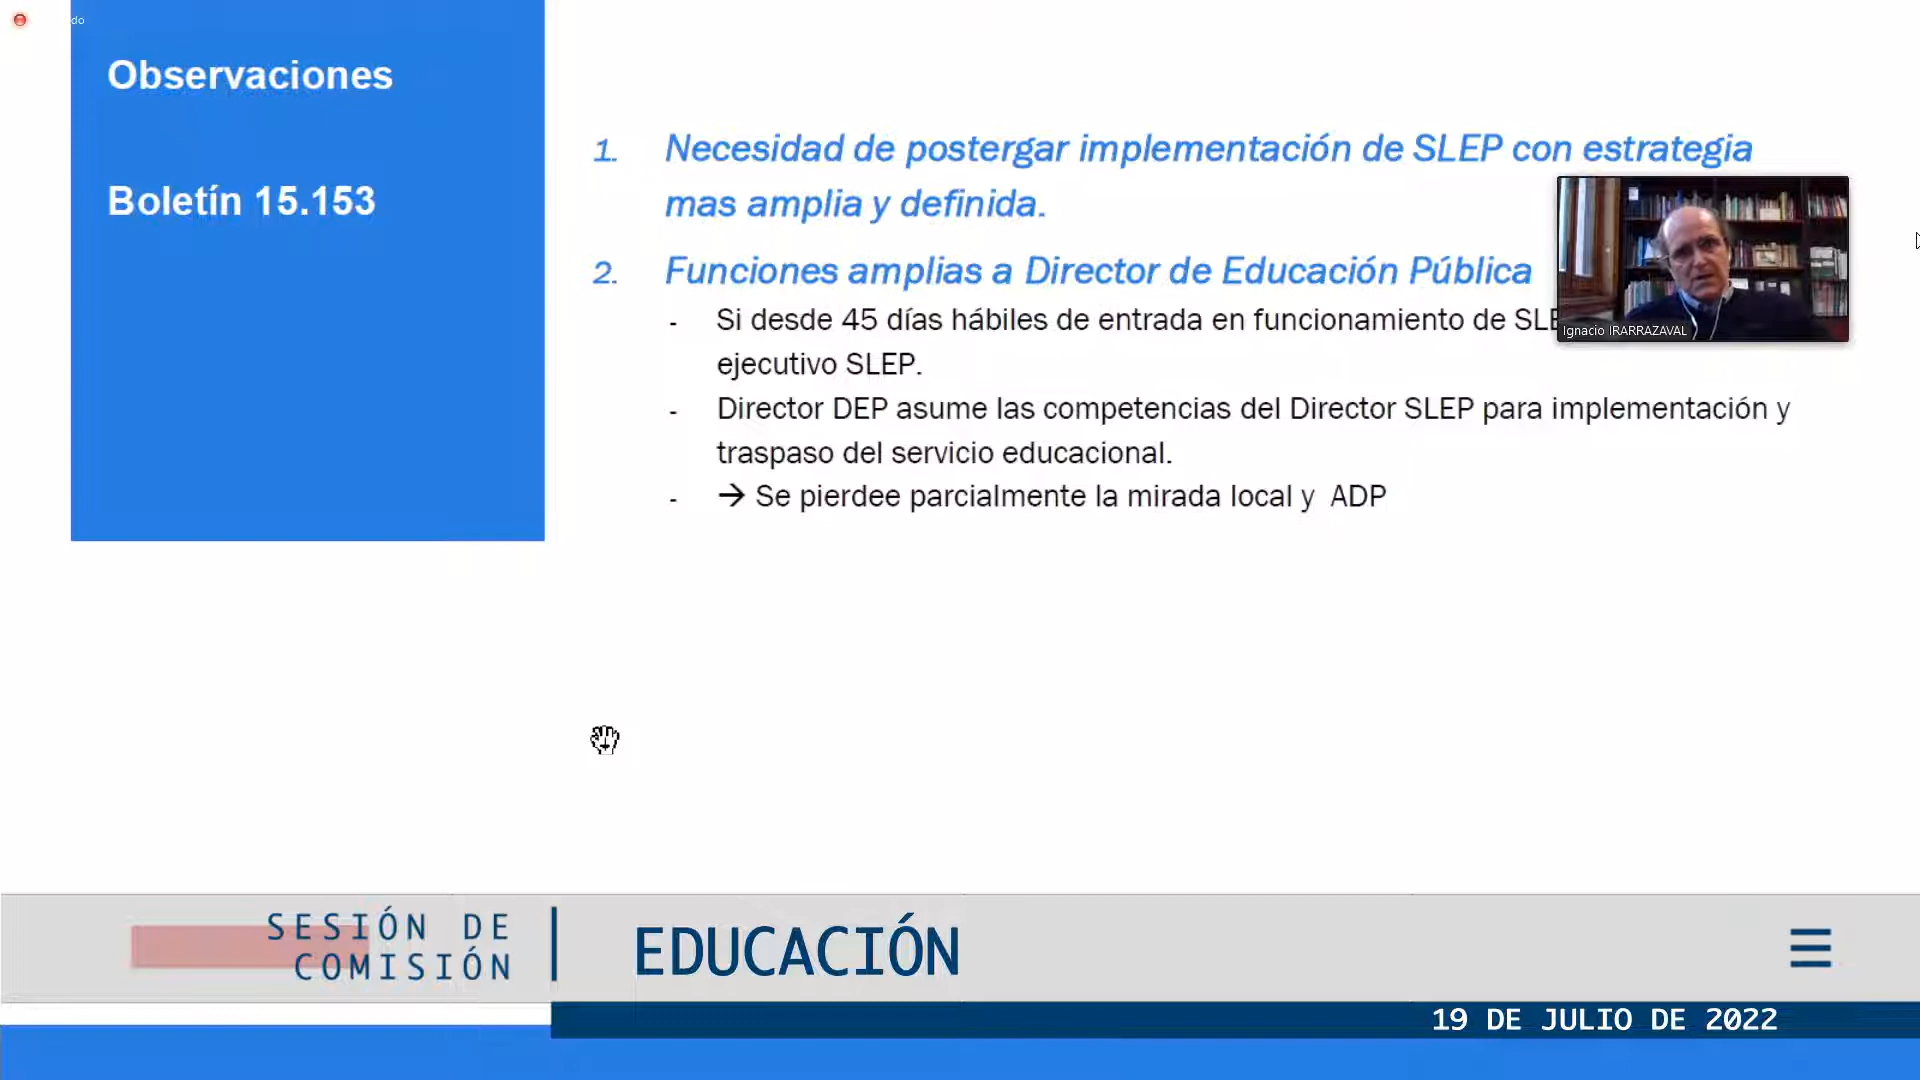 do
Observaciones
Boletín 15.153
1. Necesidad de postergar implementación de SLEP con estrategia
mas amplia y definida.
2. Funciones amplias a Director de Educación Pública
- Si desde 45 días hábiles de entrada en funcionamiento de
ejecutivo SLEP.
- Director DEP asume las competencias del Director SLEP para implementación y
traspaso del servicio educacional.
- → Se pierdee parcialmente la mirada local y ADP
Ignacio IRARRAZAVAL
SESIÓN DE
COMISIÓN
EDUCACIÓN
19 DE JULIO DE 2022